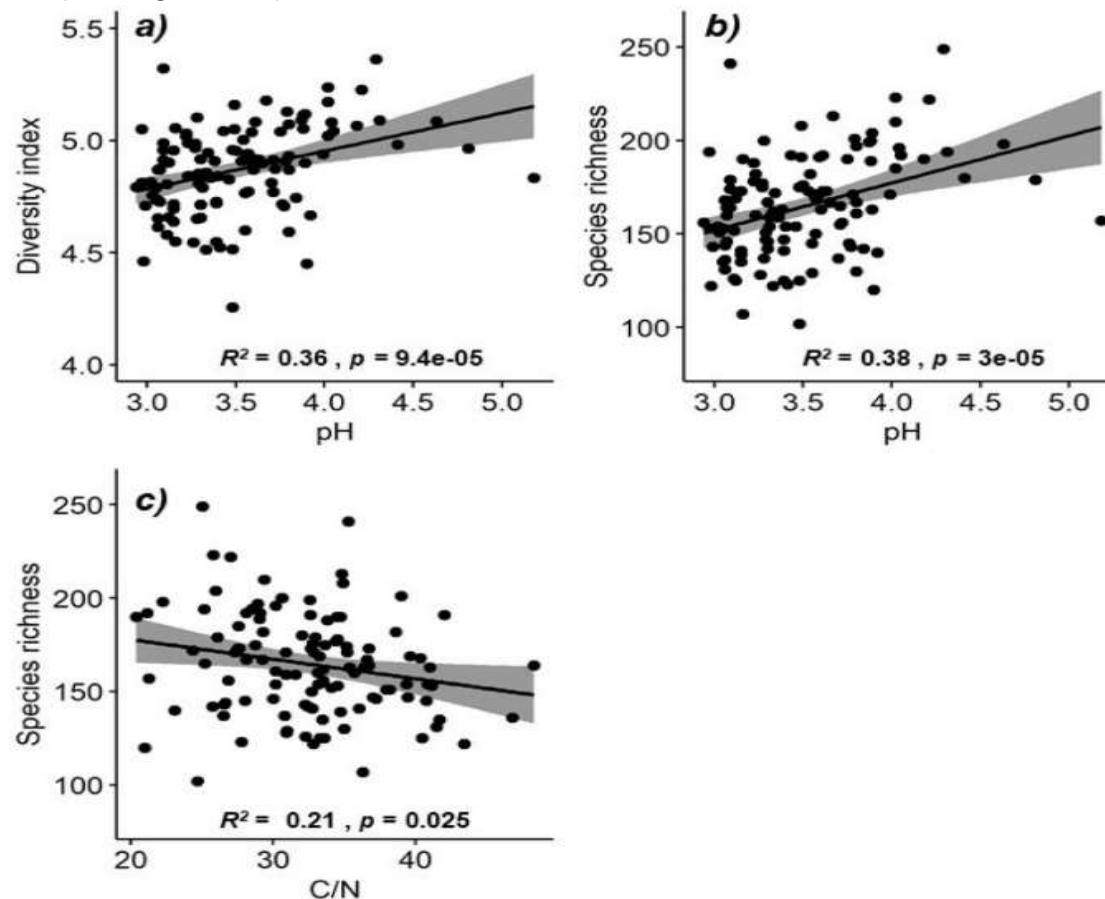 a)
5.5
5.0
4.5
4.0
Diversity index
R² = 0.36 , p = 9.4e-05
3.0 3.5 4.0 4.5 5.0
pH
b)
250
200
150
100
Species richness
R² = 0.38 , p = 3e-05
3.0 3.5 4.0 4.5 5.0
pH
c)
250
200
150
100
Species richness
R² = 0.21 , p = 0.025
20 30 40
C/N